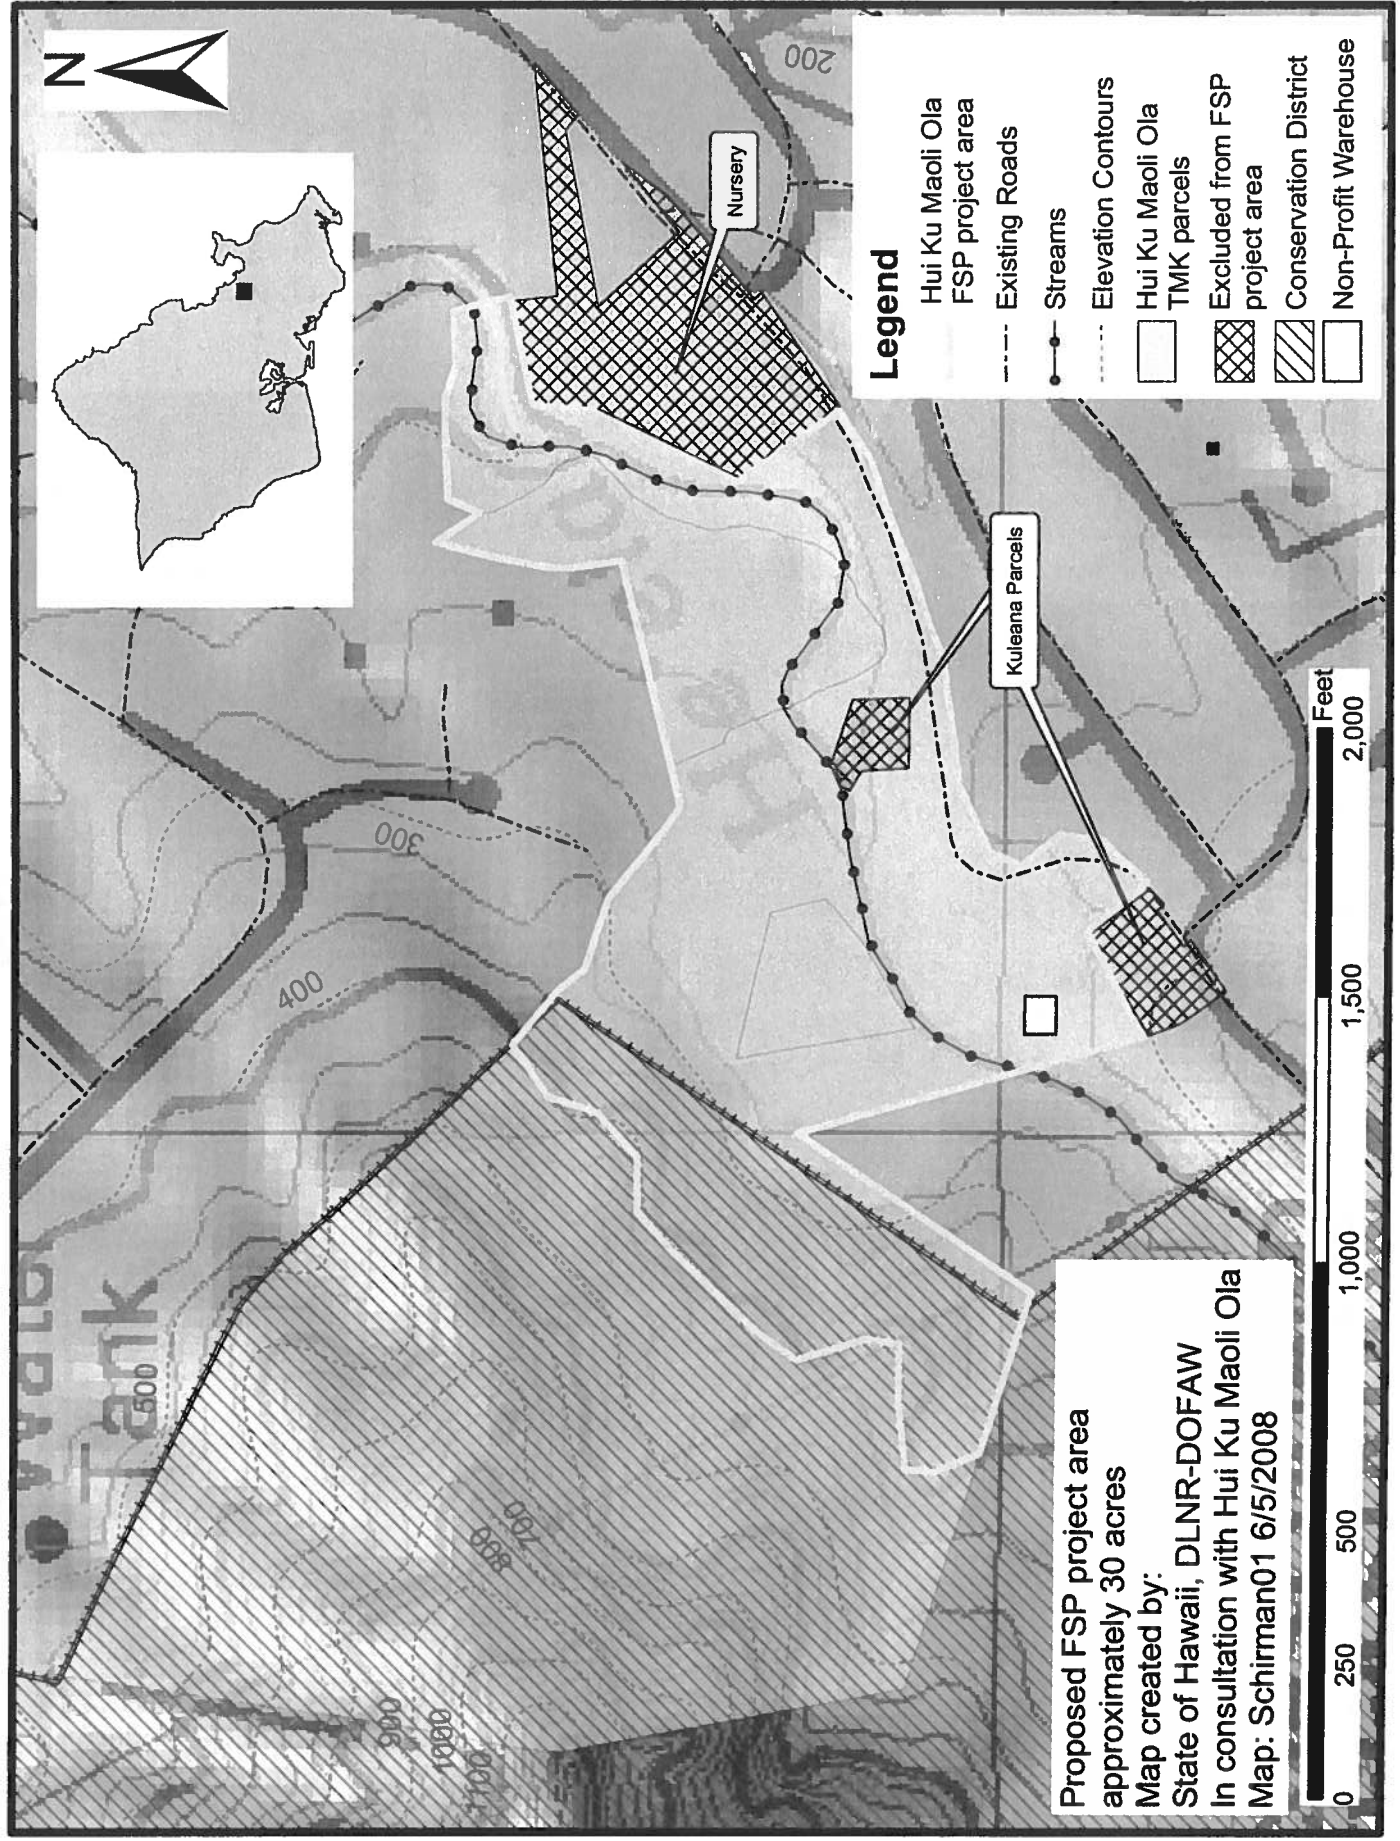 N
200
Nursery
Kuleana Parcels
300
400
Tank
500
700
800
900
1000
1100
Legend
Hui Ku Maoli Ola
FSP project area
Existing Roads
Streams
Elevation Contours
Hui Ku Maoli Ola
TMK parcels
Excluded from FSP
project area
Conservation District
Non-Profit Warehouse
Proposed FSP project area
approximately 30 acres
Map created by:
State of Hawaii, DLNR-DOFAW
In consultation with Hui Ku Maoli Ola
Map: Schirman01 6/5/2008
0 250 500 1,000 1,500 2,000
Feet